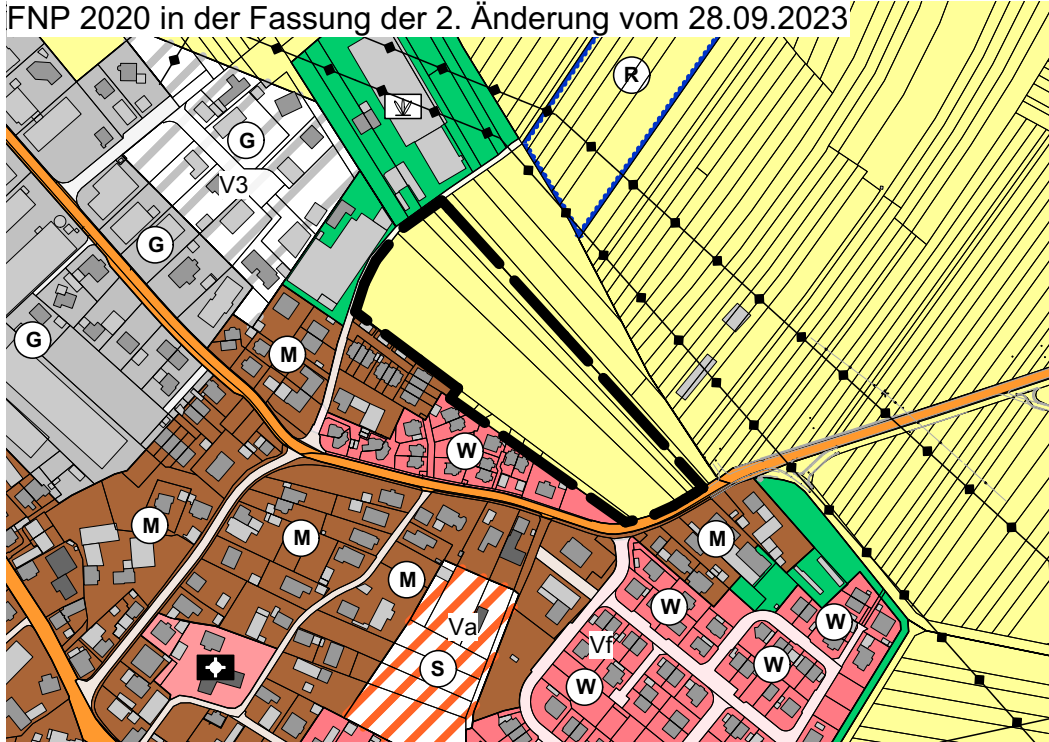 FNP 2020 in der Fassung der 2. Änderung vom 28.09.2023
R
G
V3
G
G
M
W
M
M
M
M
Va
S
W
Vf
W
W
W